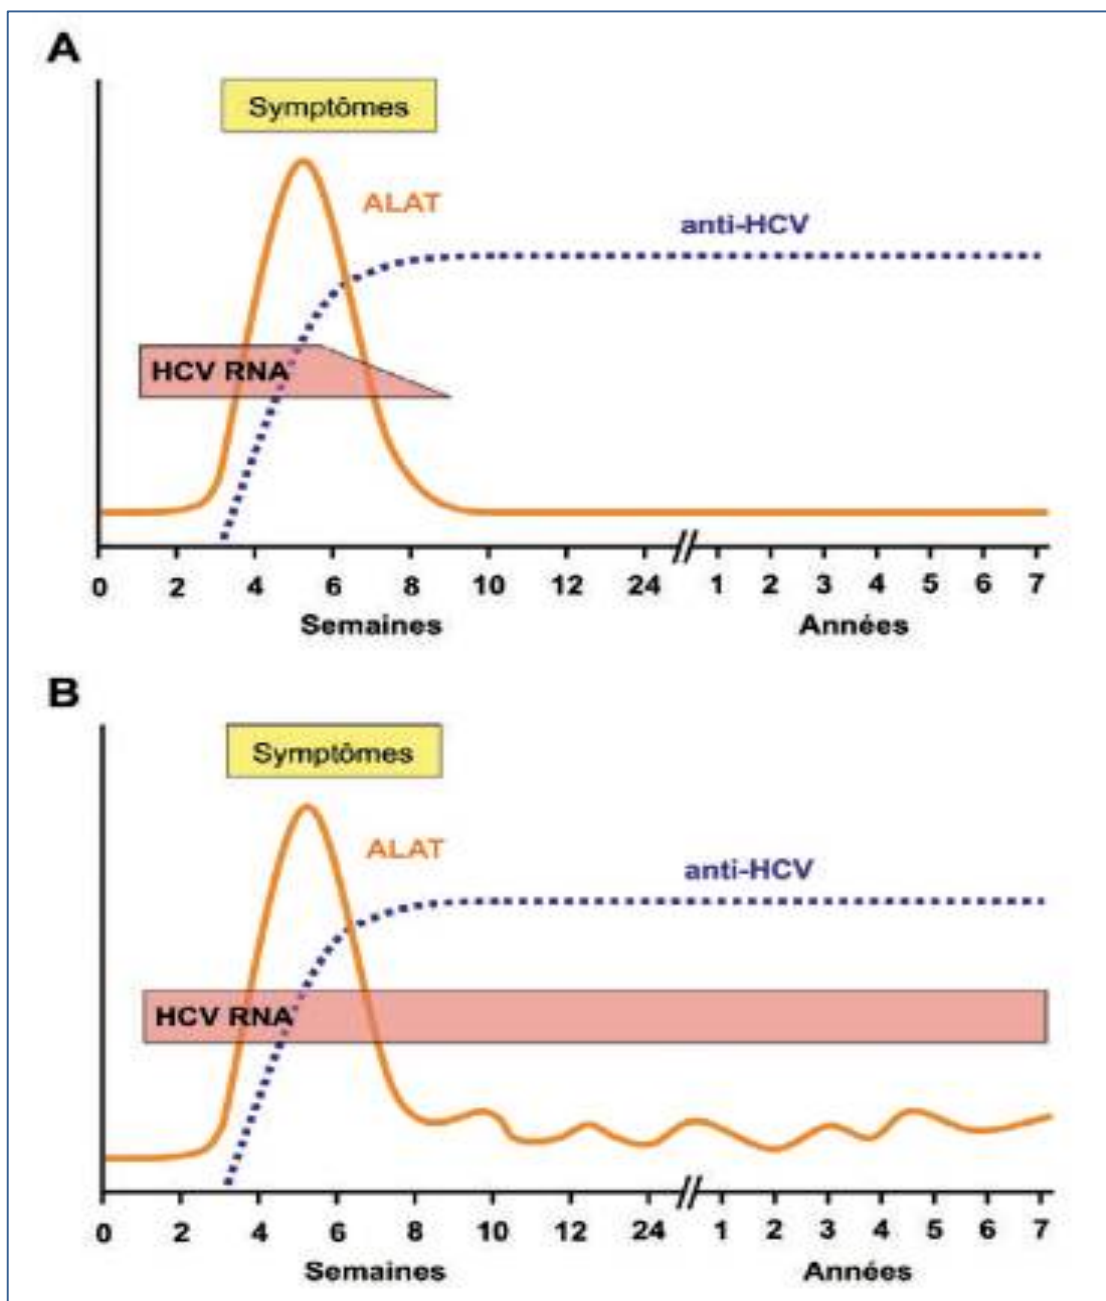 A
Symptômes
ALAT
anti-HCV
HCV RNA
0 2 4 6 8 10 12 24 1 2 3 4 5 6 7
Semaines Années
B
Symptômes
ALAT
anti-HCV
HCV RNA
0 2 4 6 8 10 12 24 1 2 3 4 5 6 7
Semaines Années